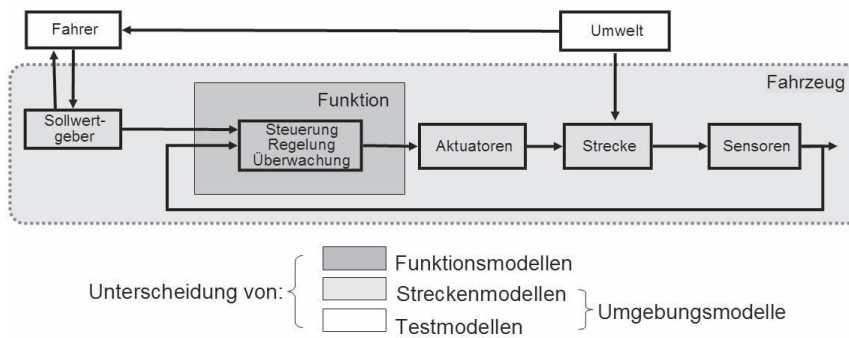 Fahrer
Umwelt
Fahrzeug
Funktion
Sollwert-
geber
Steuerung
Regelung
Überwachung
Aktuatoren
Strecke
Sensoren
Unterscheidung von:
Funktionsmodellen
Streckenmodellen
Testmodellen
Umgebungsmodelle